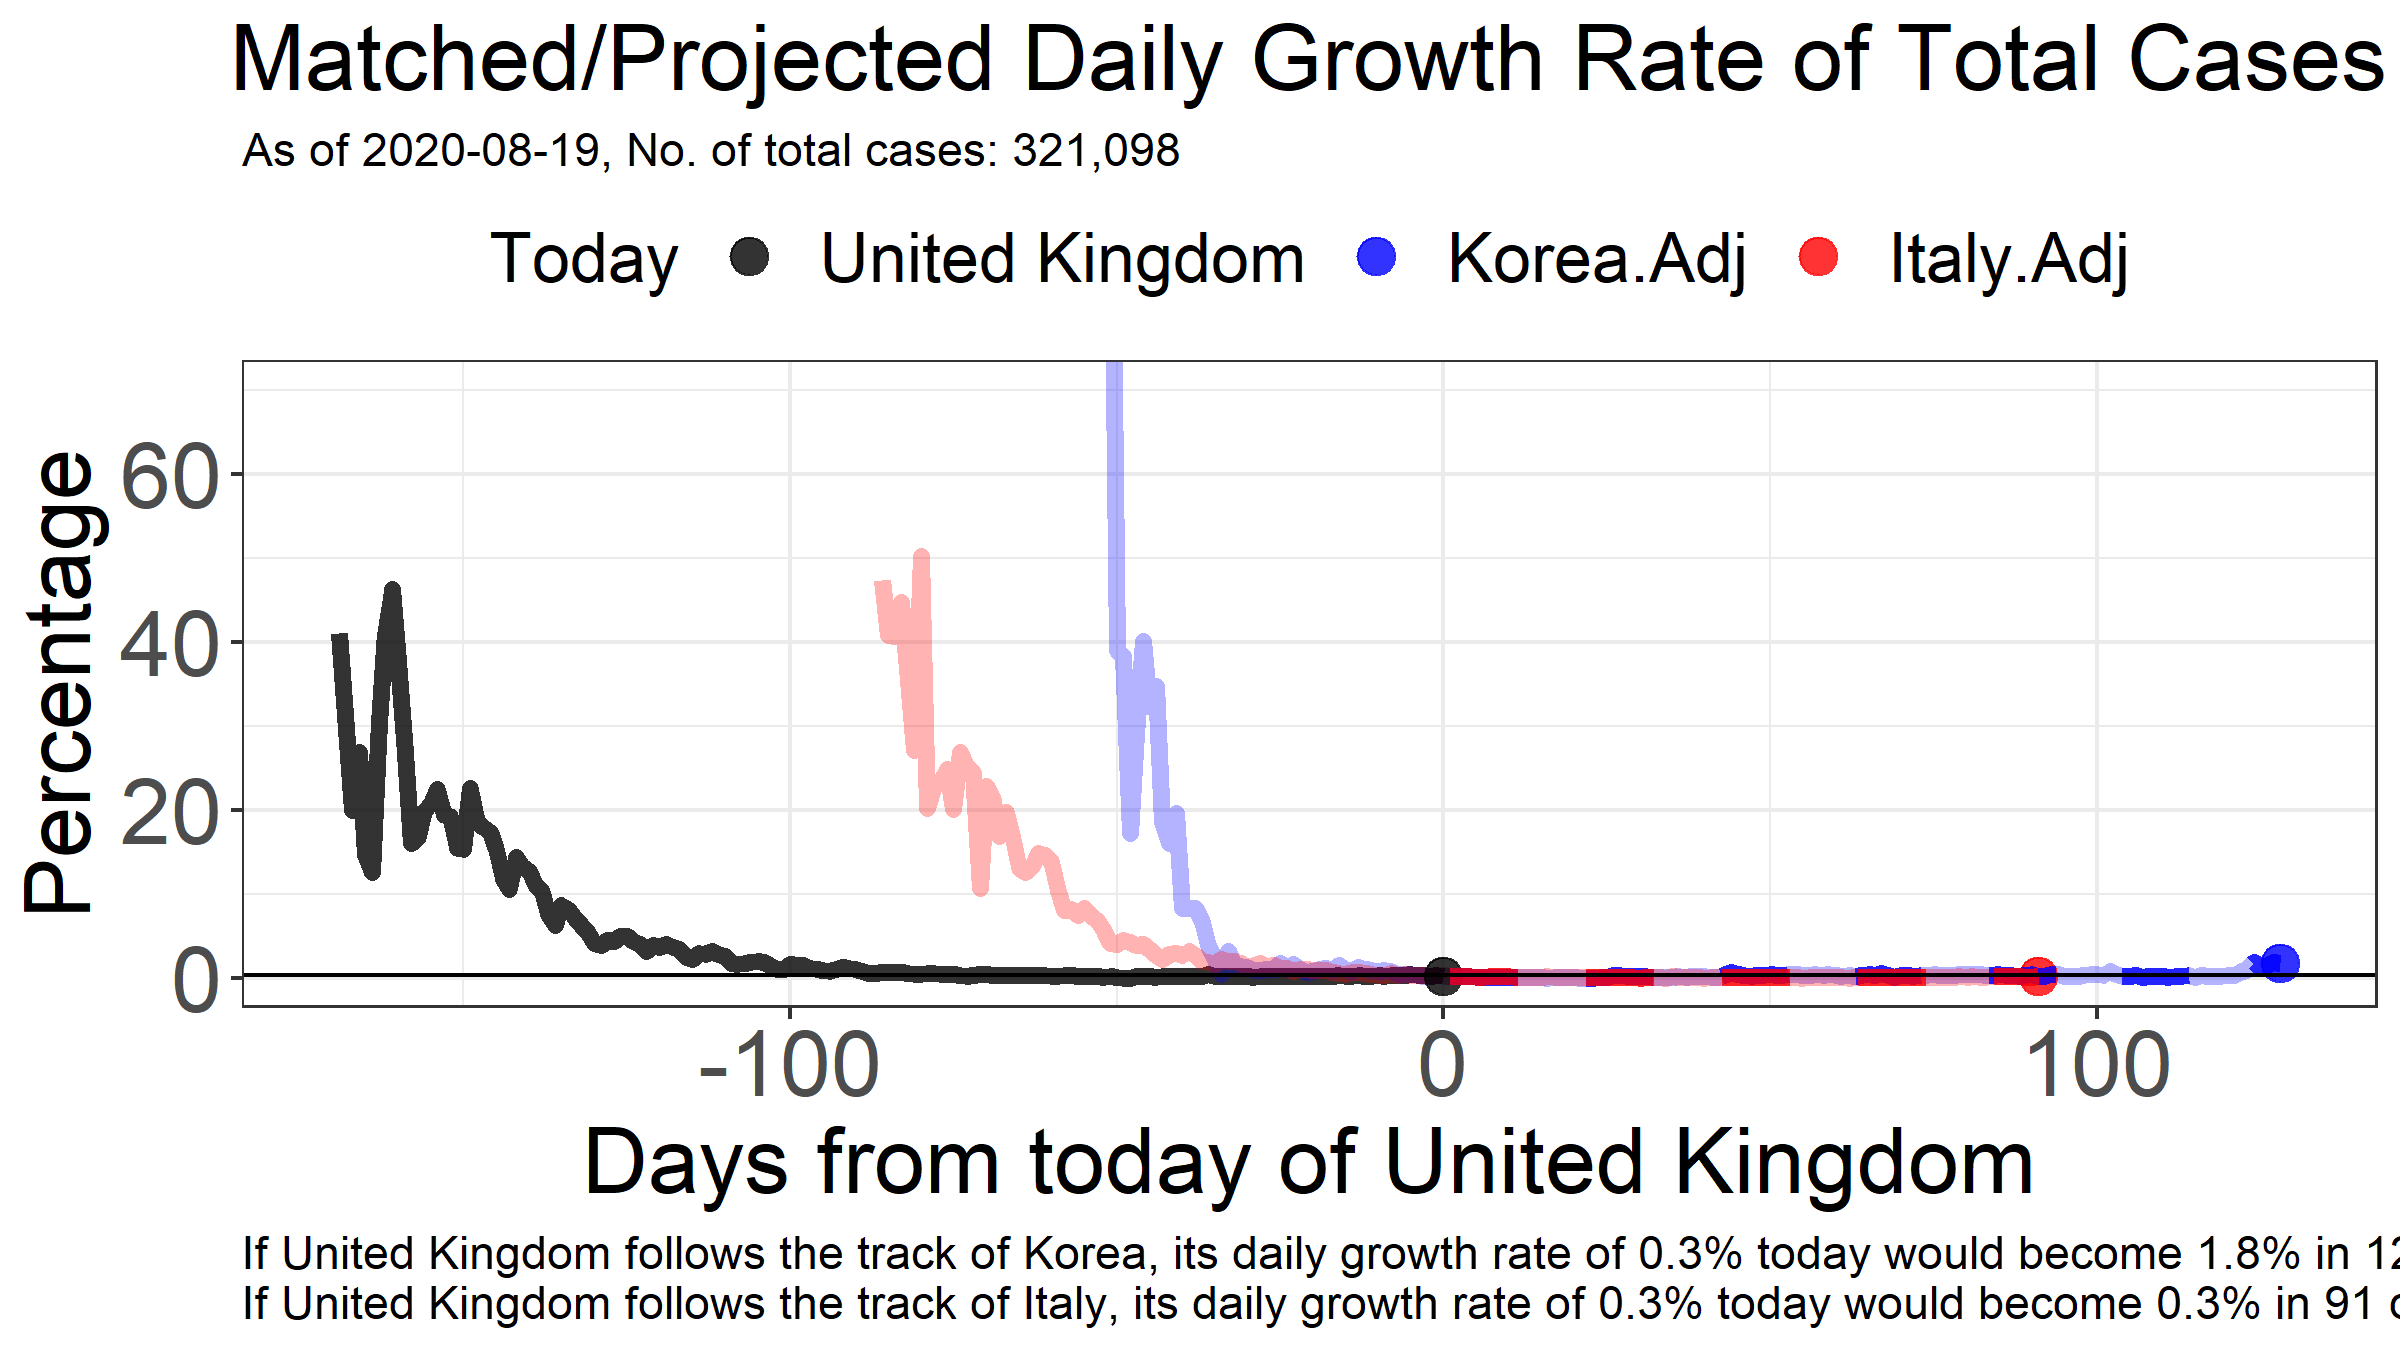 Matched/Projected Daily Growth Rate of Total Cases
As of 2020-08-19, No. of total cases: 321,098
Today United Kingdom Korea.Adj Italy.Adj
Percentage
60
40
20
0
-100 0 100
Days from today of United Kingdom
If United Kingdom follows the track of Korea, its daily growth rate of 0.3% today would become 1.8% in
If United Kingdom follows the track of Italy, its daily growth rate of 0.3% today would become 0.3% in 91